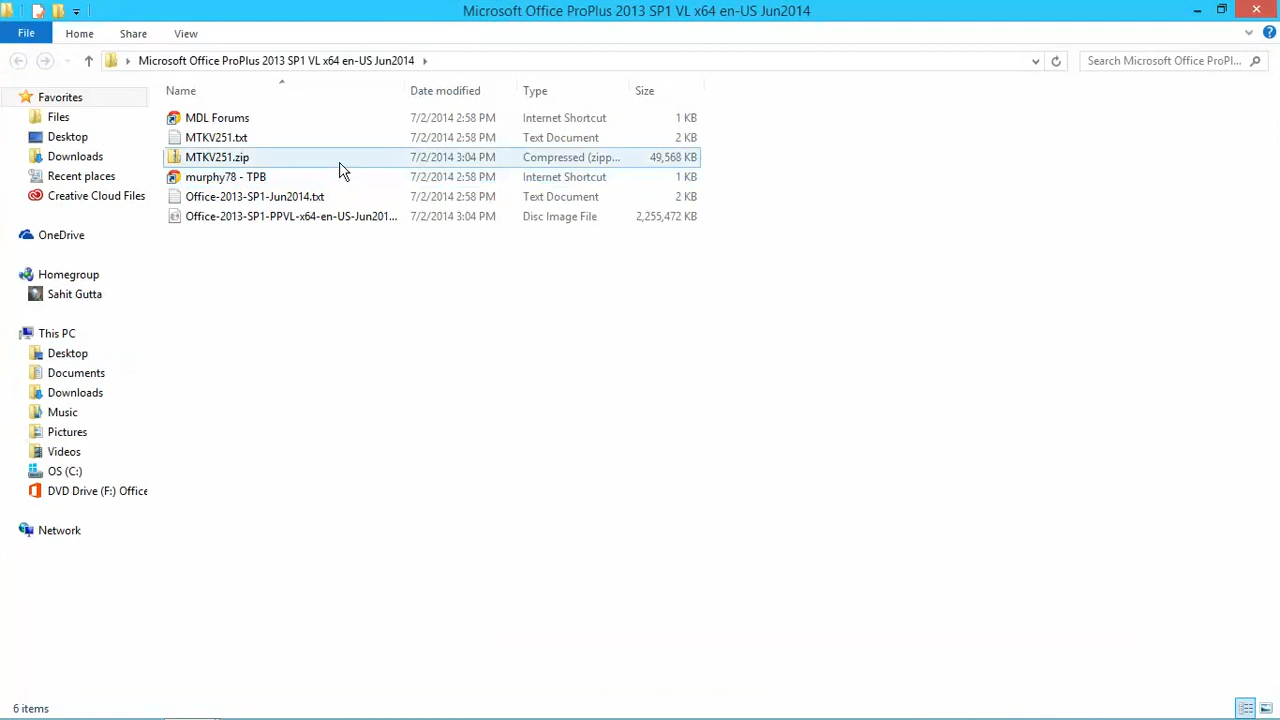 Microsoft Office ProPlus 2013 SP1 VL x64 en-US Jun2014
File Home Share View
Microsoft Office ProPlus 2013 SP1 VL x64 en-US Jun2014
Search Microsoft Office ProPl...
Name Date modified Type Size
MDL Forums 7/2/2014 2:58 PM Internet Shortcut 1 KB
MTKV251.txt 7/2/2014 2:58 PM Text Document 2 KB
MTKV251.zip 7/2/2014 3:04 PM Compressed (zipp... 49,568 KB
murphy78 - TPB 7/2/2014 2:58 PM Internet Shortcut 1 KB
Office-2013-SP1-Jun2014.txt 7/2/2014 2:58 PM Text Document 2 KB
Office-2013-SP1-PPVL-x64-en-US-Jun201... 7/2/2014 3:04 PM Disc Image File 2,255,472 KB
Favorites
Files
Desktop
Downloads
Recent places
Creative Cloud Files
OneDrive
Homegroup
Sahit Gutta
This PC
Desktop
Documents
Downloads
Music
Pictures
Videos
OS (C:)
DVD Drive (F:) Office
Network
6 items